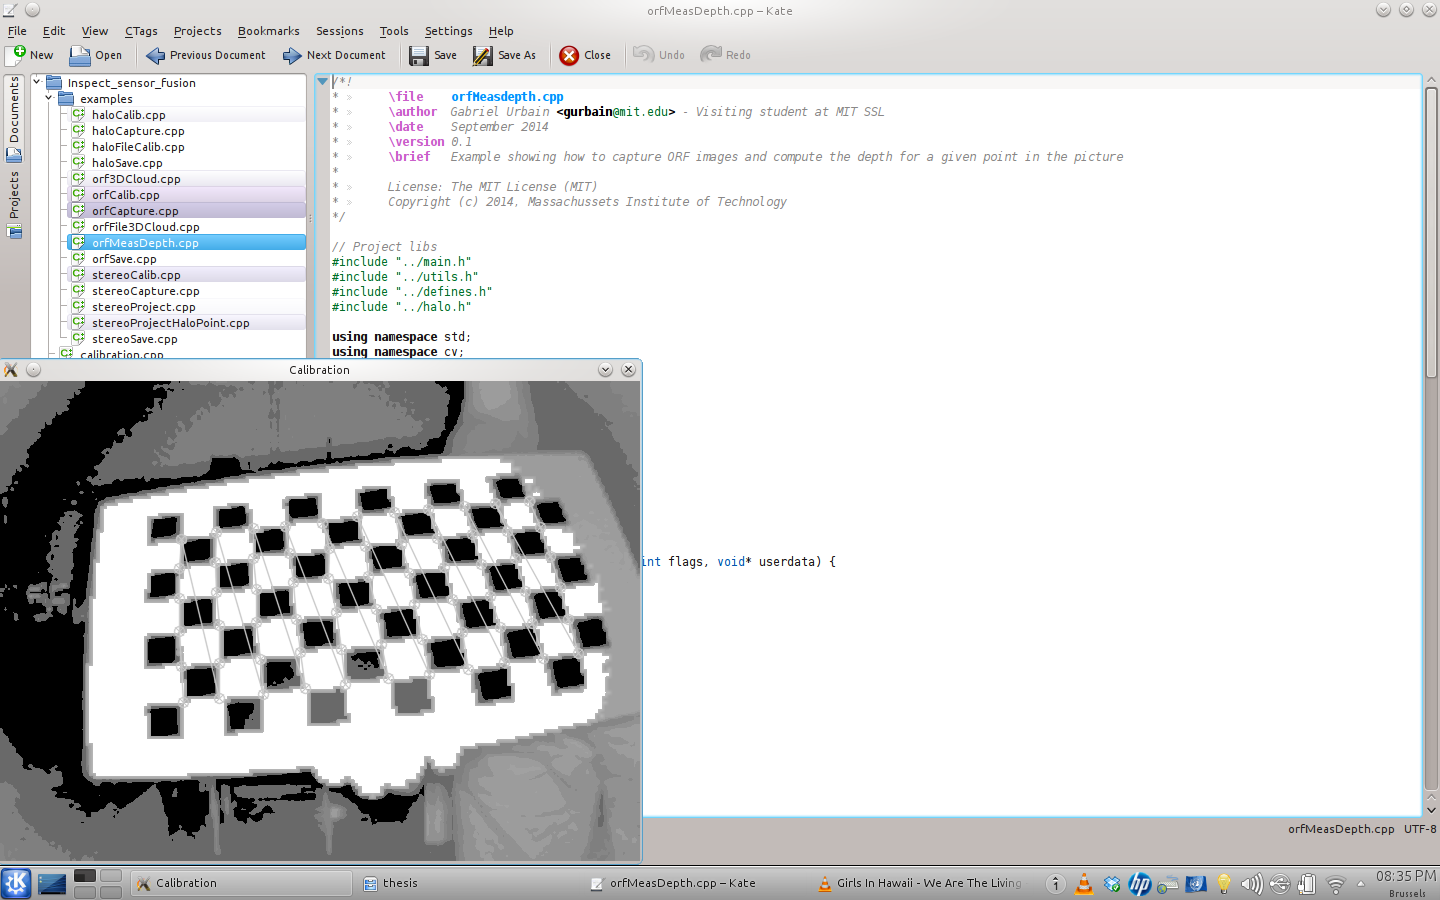 orfMeasDepth.cpp – Kate
File Edit View CTags Projects Bookmarks Sessions Tools Settings Help
New Open Previous Document Next Document Save Save As Close Undo Redo
Documents
Projects
Inspect_sensor_fusion
examples
haloCalib.cpp
haloCapture.cpp
haloFileCalib.cpp
haloSave.cpp
orf3DCloud.cpp
orfCalib.cpp
orfCapture.cpp
orfFile3DCloud.cpp
orfMeasDepth.cpp
orfSave.cpp
stereoCalib.cpp
stereoCapture.cpp
stereoProject.cpp
stereoProjectHaloPoint.cpp
stereoSave.cpp
calibration.cpp
/*!
* » \file orfMeasdepth.cpp
* » \author Gabriel Urbain <gurbain@mit.edu> - Visiting student at MIT SSL
* » \date September 2014
* » \version 0.1
* » \brief Example showing how to capture ORF images and compute the depth for a given point in the picture
*
* » License: The MIT License (MIT)
* » Copyright (c) 2014, Massachussets Institute of Technology
*/
// Project libs
#include "../main.h"
#include "../utils.h"
#include "../defines.h"
#include "../halo.h"
using namespace std;
using namespace cv;
int flags, void* userdata) {
Calibration
orfMeasDepth.cpp UTF-8
Calibration
thesis
orfMeasDepth.cpp – Kate
Girls In Hawaii - We Are The Living
1
08:35 PM
Brussels